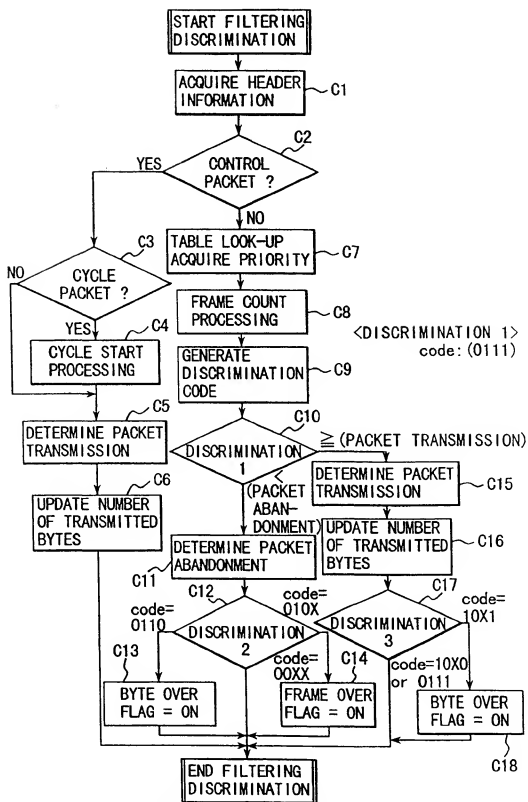 START FILTERING
DISCRIMINATION
ACQUIRE HEADER
INFORMATION
C1
C2
YES
CONTROL
PACKET ?
NO
C3
NO
CYCLE
PACKET ?
YES
C4
CYCLE START
PROCESSING
TABLE LOOK-UP
ACQUIRE PRIORITY
C7
FRAME COUNT
PROCESSING
C8
<DISCRIMINATION 1>
code:(0111)
GENERATE
DISCRIMINATION
CODE
C9
C5
DETERMINE PACKET
TRANSMISSION
C10
DISCRIMINATION
1
≧(PACKET TRANSMISSION)
<
(PACKET
ABAN-
DONMENT)
C6
UPDATE NUMBER
OF TRANSMITTED
BYTES
DETERMINE PACKET
TRANSMISSION
C15
UPDATE NUMBER
OF TRANSMITTED
BYTES
C16
DETERMINE PACKET
ABANDONMENT
C11
C12
code=
0110
DISCRIMINATION
2
code=
010X
code=
00XX
C17
DISCRIMINATION
3
code=
10X1
code=10X0
or 0111
C13
BYTE OVER
FLAG = ON
C14
FRAME OVER
FLAG = ON
BYTE OVER
FLAG = ON
C18
END FILTERING
DISCRIMINATION